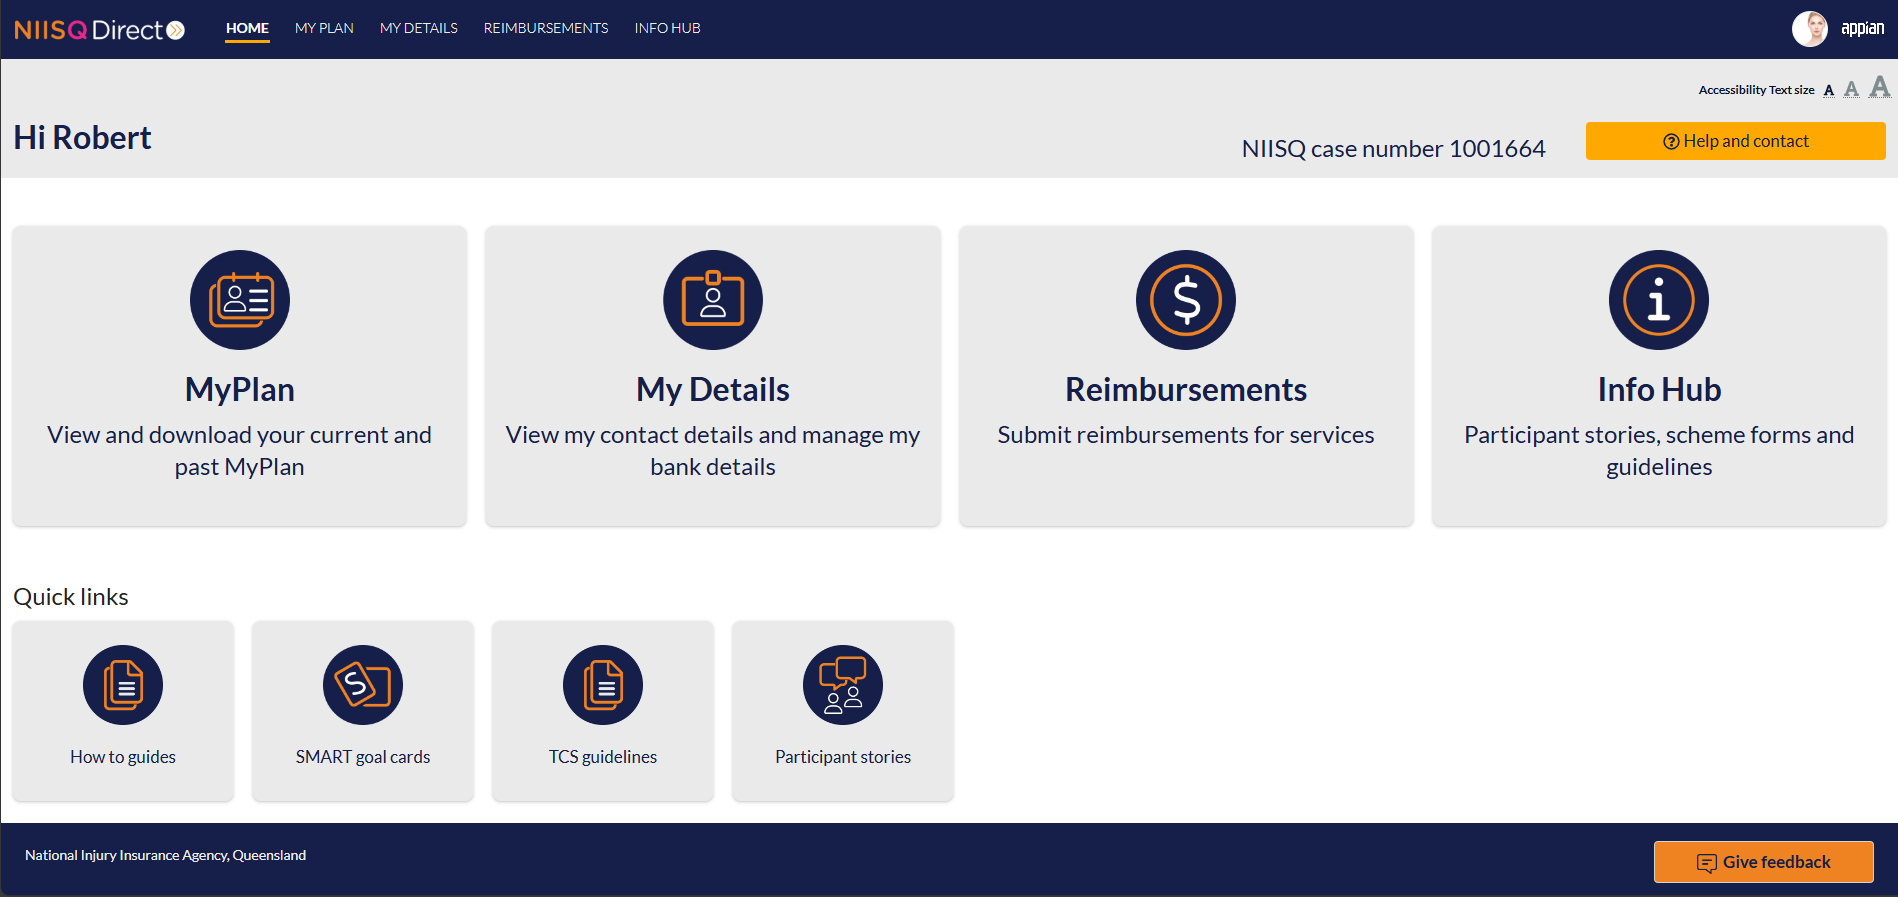 NIISQ Direct
HOME MY PLAN MY DETAILS REIMBURSEMENTS INFO HUB
appian
Accessibility Text size A A A
Hi Robert
NIISQ case number 1001664
Help and contact
MyPlan
View and download your current and
past MyPlan
My Details
View my contact details and manage my
bank details
Reimbursements
Submit reimbursements for services
Info Hub
Participant stories, scheme forms and
guidelines
Quick links
How to guides
SMART goal cards
TCS guidelines
Participant stories
National Injury Insurance Agency, Queensland
Give feedback